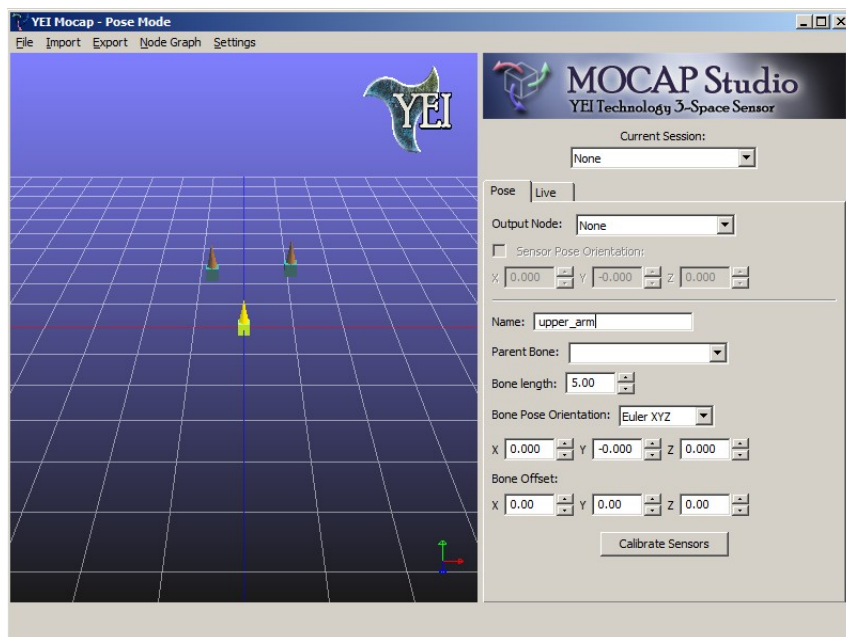 YEI Mocap - Pose Mode
File Import Export Node Graph Settings
YEI
MOCAP Studio
YEI Technology 3-Space Sensor
Current Session:
None
Pose Live
Output Node: None
Sensor Pose Orientation:
X 0.000 Y -0.000 Z 0.000
Name: upper_arm
Parent Bone:
Bone length: 5.00
Bone Pose Orientation: Euler XYZ
X 0.000 Y -0.000 Z 0.000
Bone Offset:
X 0.00 Y 0.00 Z 0.00
Calibrate Sensors